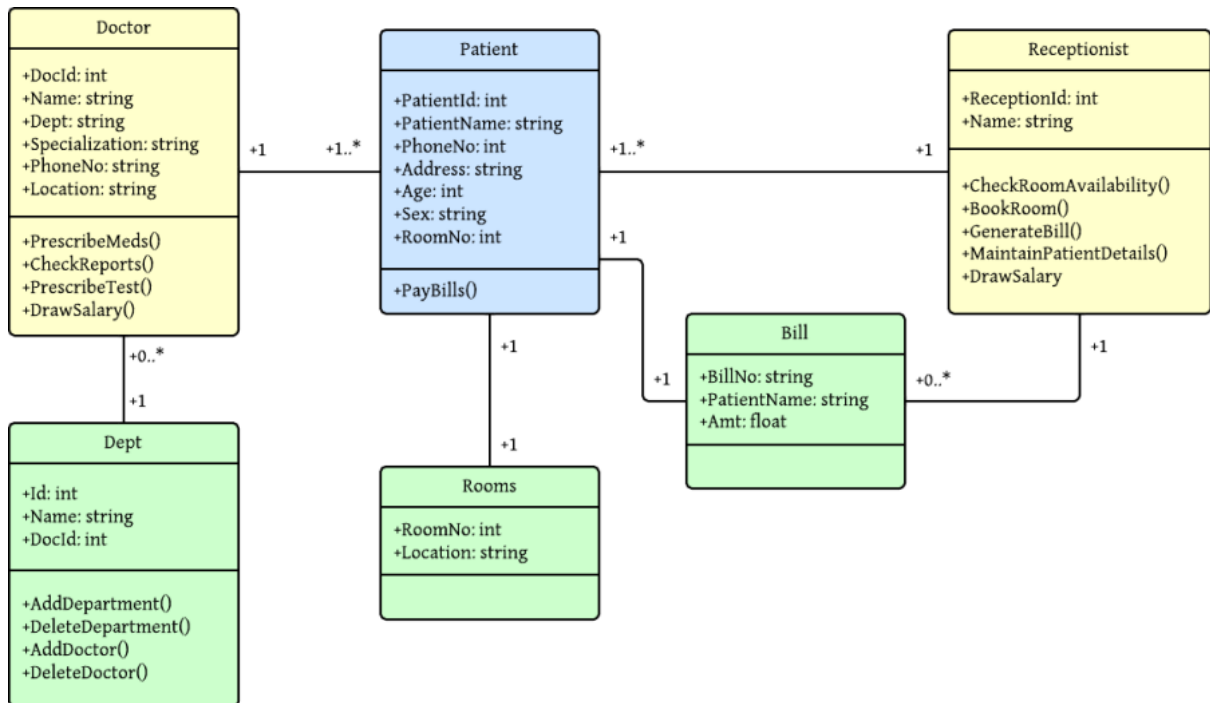 Doctor
+DocId: int
+Name: string
+Dept: string
+Specialization: string
+PhoneNo: string
+Location: string
+PrescribeMeds()
+CheckReports()
+PrescribeTest()
+DrawSalary()
+1
+1..*
Patient
+PatientId: int
+PatientName: string
+PhoneNo: int
+Address: string
+Age: int
+Sex: string
+RoomNo: int
+PayBills()
+1..*
+1
Receptionist
+ReceptionId: int
+Name: string
+CheckRoomAvailability()
+BookRoom()
+GenerateBill()
+MaintainPatientDetails()
+DrawSalary
+1
+1
Bill
+BillNo: string
+PatientName: string
+Amt: float
+0..*
+1
+0..*
+1
Dept
+Id: int
+Name: string
+DocId: int
+AddDepartment()
+DeleteDepartment()
+AddDoctor()
+DeleteDoctor()
+1
+1
Rooms
+RoomNo: int
+Location: string